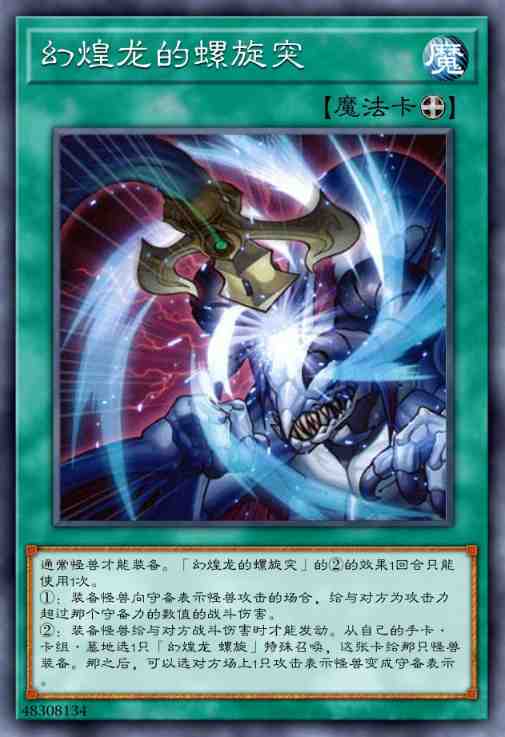 幻煌龙的螺旋突
魔
【魔法卡】
通常怪兽才能装备。「幻煌龙的螺旋突」的②的效果1回合只能
使用1次。
①：装备怪兽向守备表示怪兽攻击的场合，给与对方为攻击力
超过那个守备力的数值的战斗伤害。
②：装备怪兽给与对方战斗伤害时才能发动。从自己的手卡·
卡组·墓地选1只「幻煌龙 螺旋」特殊召唤，这张卡给那只怪兽
装备。那之后，可以选对方场上1只攻击表示怪兽变成守备表示
。
48308134